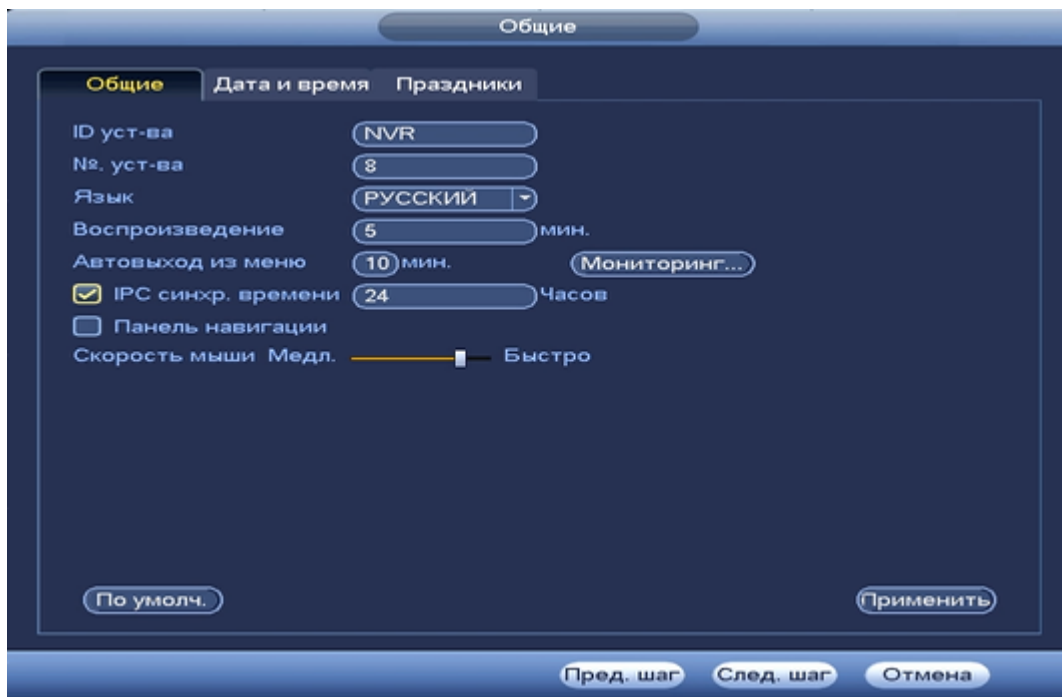 Общие
Общие Дата и время Праздники
ID уст-ва NVR
№. уст-ва 8
Язык РУССКИЙ
Воспроизведение 5 мин.
Автовыход из меню 10 мин. Мониторинг...
IPC синхр. времени 24 Часов
Панель навигации
Скорость мыши Медл. Быстро
По умолч. Применить
Пред. шаг След. шаг Отмена